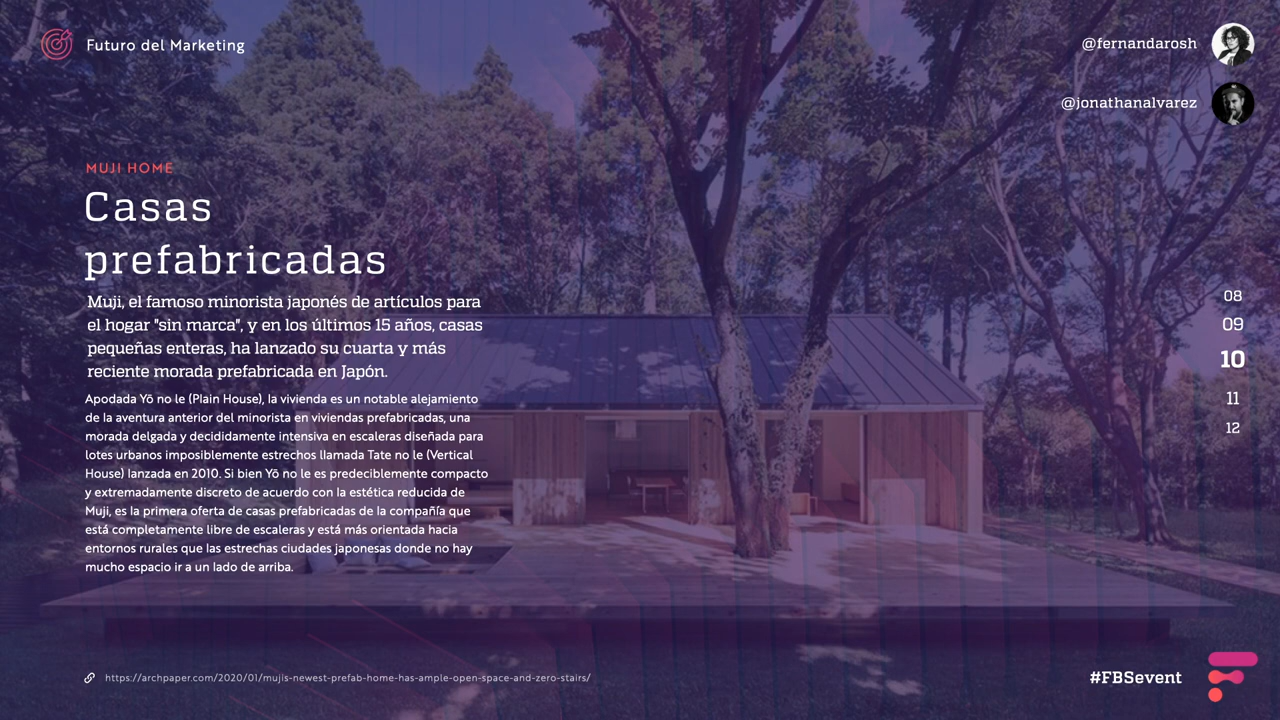 Futuro del Marketing
@fernandarosh
@jonathanalvarez
MUJI HOME
Casas
prefabricadas
Muji, el famoso minorista japonés de artículos para
el hogar "sin marca", y en los últimos 15 años, casas
pequeñas enteras, ha lanzado su cuarta y más
reciente morada prefabricada en Japón.
Apodada Yō no Ie (Plain House), la vivienda es un notable alejamiento
de la aventura anterior del minorista en viviendas prefabricadas, una
morada delgada y decididamente intensiva en escaleras diseñada para
lotes urbanos imposiblemente estrechos llamada Tate no Ie (Vertical
House) lanzada en 2010. Si bien Yō no Ie es predeciblemente compacto
y extremadamente discreto de acuerdo con la estética reducida de
Muji, es la primera oferta de casas prefabricadas de la compañía que
está completamente libre de escaleras y está más orientada hacia
entornos rurales que las estrechas ciudades japonesas donde no hay
mucho espacio ir a un lado de arriba.
08
09
10
11
12
https://archpaper.com/2020/01/mujis-newest-prefab-home-has-ample-open-space-and-zero-stairs/
#FBSevent